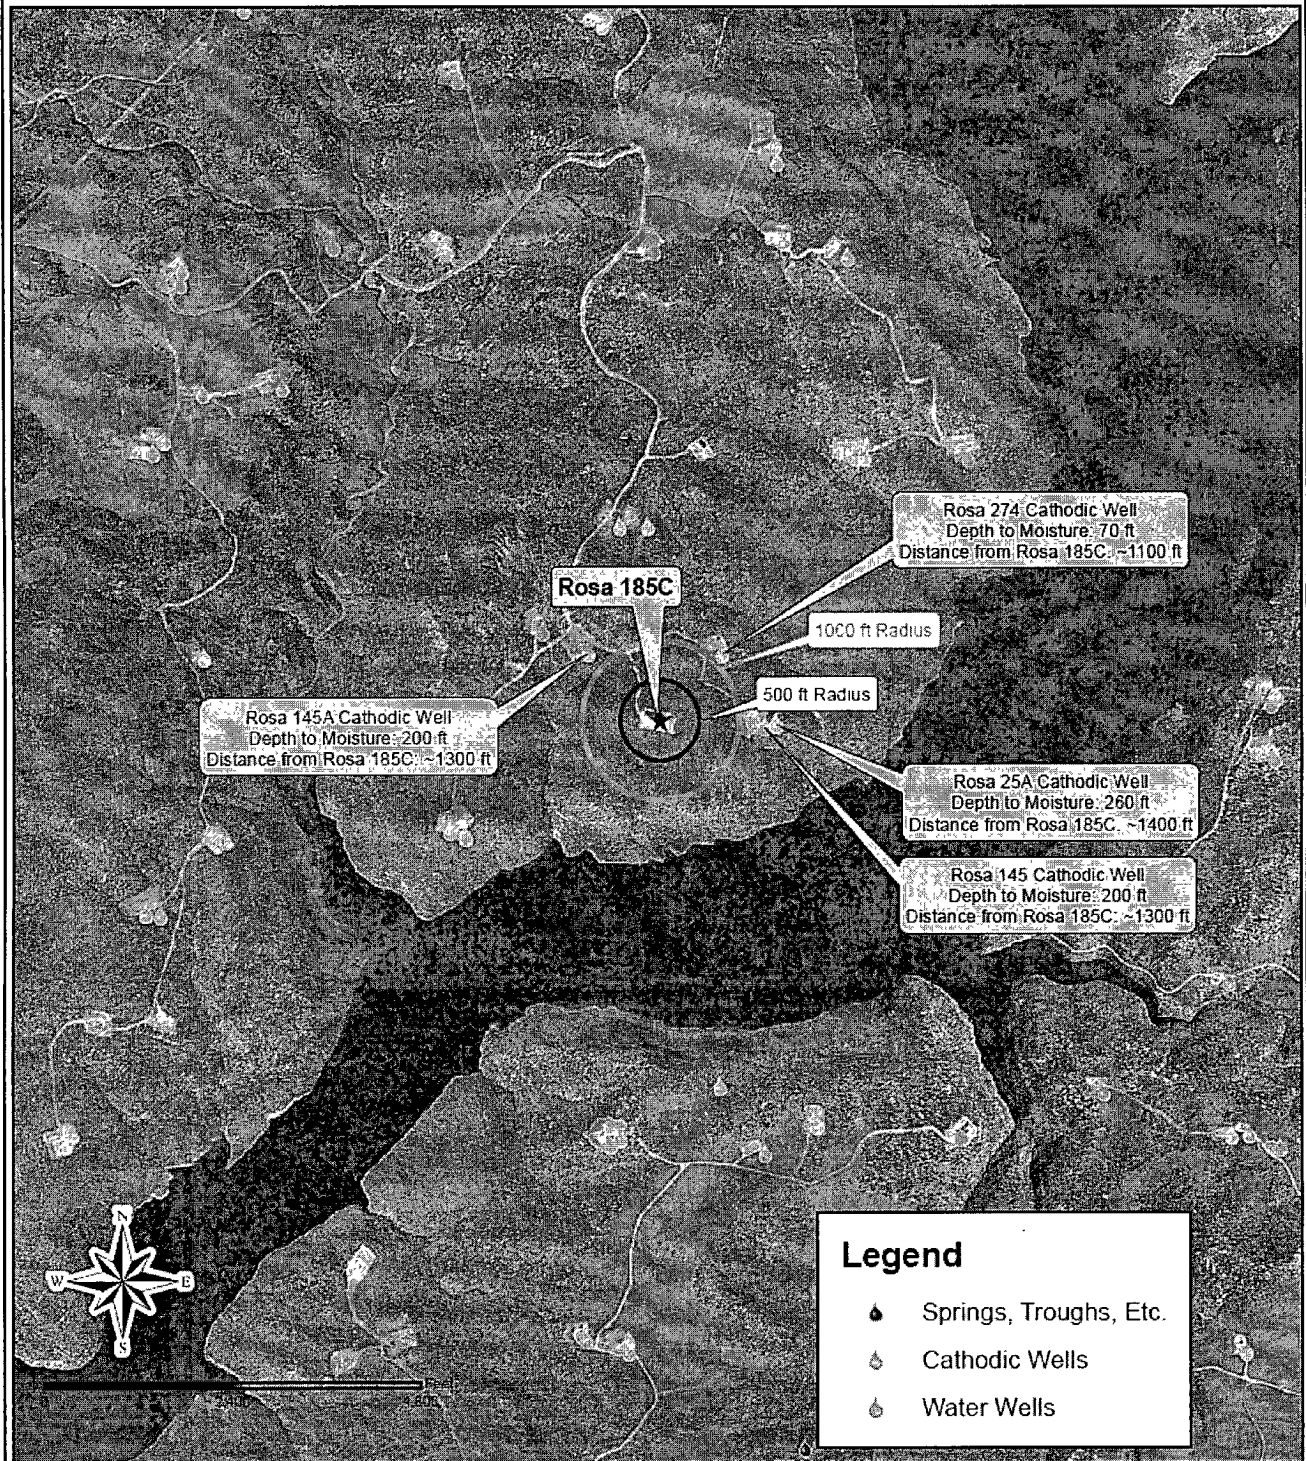 Rosa 274 Cathodic Well
Depth to Moisture: 70 ft
Distance from Rosa 185C: ~1100 ft
Rosa 185C
1000 ft Radius
500 ft Radius
Rosa 145A Cathodic Well
Depth to Moisture: 200 ft
Distance from Rosa 185C: ~1300 ft
Rosa 25A Cathodic Well
Depth to Moisture: 260 ft
Distance from Rosa 185C: ~1400 ft
Rosa 145 Cathodic Well
Depth to Moisture: 200 ft
Distance from Rosa 185C: ~1300 ft
N
W E
S
Legend
Springs, Troughs, Etc.
Cathodic Wells
Water Wells